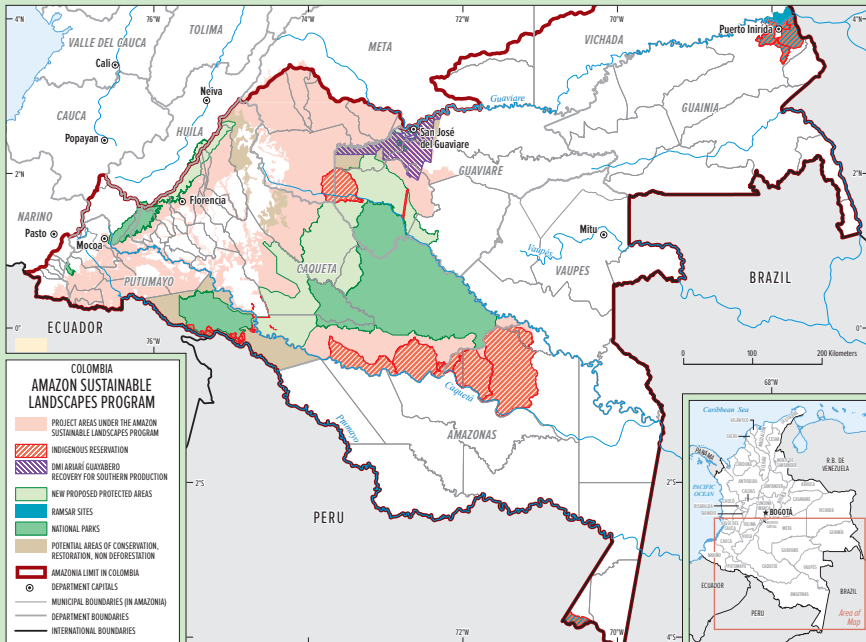 4°N
76°W
74°W
72°W
70°W
4°N
TOLIMA
VALLE DEL CAUCA
META
VICHADA
Puerto Inirida
Cali
Neiva
Guaviare
CAUCA
GUAINIA
HUILA
San José
del Guaviare
Popayan
2°N
GUAVIARE
2°N
NARINO
Florencia
Pasto
Mocoa
Mitu
Vaupés
VAUPES
CAQUETA
BRAZIL
PUTUMAYO
0°
ECUADOR
76°W
0°
0
100
200 Kilometers
68°W
Caquetá
Putumayo
AMAZONAS
2°S
2°S
PERU
72°W
70°W
4°S
COLOMBIA
AMAZON SUSTAINABLE
LANDSCAPES PROGRAM
PROJECT AREAS UNDER THE AMAZON
SUSTAINABLE LANDSCAPES PROGRAM
INDIGENOUS RESERVATION
DMI ARIARÍ GUAYABERO
RECOVERY FOR SOUTHERN PRODUCTION
NEW PROPOSED PROTECTED AREAS
RAMSAR SITES
NATIONAL PARKS
POTENTIAL AREAS OF CONSERVATION,
RESTORATION, NON DEFORESTATION
AMAZONIA LIMIT IN COLOMBIA
DEPARTMENT CAPITALS
MUNICIPAL BOUNDARIES (IN AMAZONIA)
DEPARTMENT BOUNDARIES
INTERNATIONAL BOUNDARIES
Caribbean Sea
PANAMA
R.B. DE
VENEZUELA
PACIFIC
OCEAN
BOGOTÁ
META
ECUADOR
BRAZIL
PERU
Area of
Map